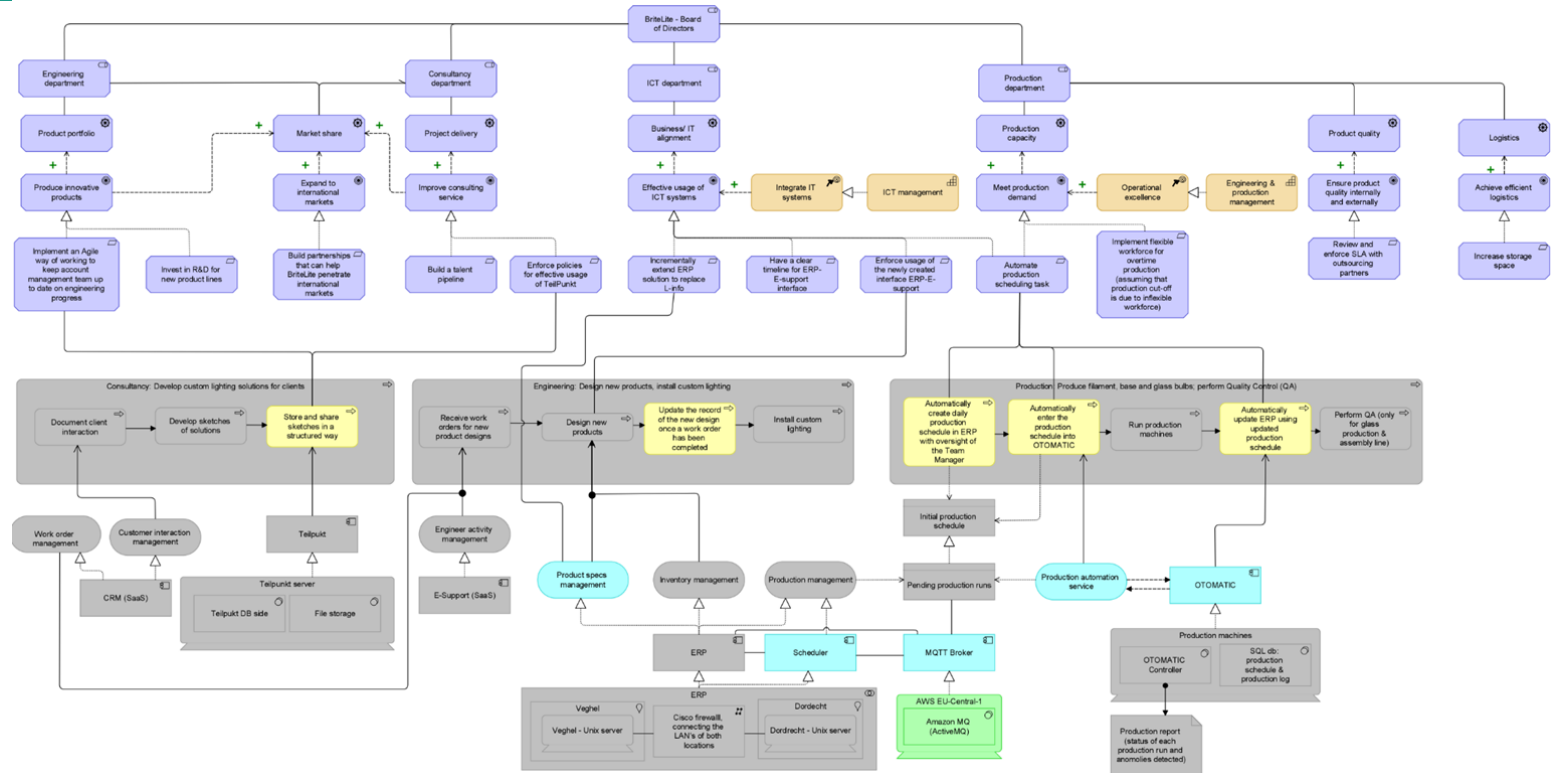 BriteLite - Board
of Directors
Engineering
department
Consultancy
department
ICT department
Production
department
Product portfolio
Market share
Project delivery
Business/ IT
alignment
Production
capacity
Product quality
Logistics
+
+
+
+
+
+
+
+
+
+
+
Produce innovative
products
Expand to
international
markets
Improve consulting
service
Effective usage of
ICT systems
Integrate IT
systems
ICT management
Meet production
demand
Operational
excellence
Engineering &
production
management
Ensure product
quality internally
and externally
Achieve efficient
logistics
Implement an Agile
way of working to
keep account
management team up
to date on engineering
progress
Invest in R&D for
new product lines
Build partnerships
that can help
BriteLite penetrate
international
markets
Build a talent
pipeline
Enforce policies
for effective usage
of TeilPunkt
Incrementally
extend ERP
solution to replace
L-info
Have a clear
timeline for ERP-
E-support
interface
Enforce usage of
the newly created
interface ERP-E-
support
Automate
production
scheduling task
Implement flexible
workforce for
overtime
production
(assuming that
production cut-off
is due to inflexible
workforce)
Review and
enforce SLA with
outsourcing
partners
Increase storage
space
Consultancy: Develop custom lighting solutions for clients
Document client
interaction
Develop sketches
of solutions
Store and share
sketches in a
structured way
Engineering: Design new products, install custom lighting
Receive work
orders for new
product designs
Design new
products
Update the record
of the new design
once a work order
has been
completed
Install custom
lighting
Production: Produce filament, base and glass bulbs; perform Quality Control (QA)
Automatically
create daily
production
schedule in ERP
with oversight of
the Team
Manager
Automatically
enter the
production
schedule into
OTOMATIC
Run production
machines
Automatically
update ERP using
updated
production
schedule
Perform QA (only
for glass
production &
assembly line)
Work order
management
Customer interaction
management
Teilpukt
Engineer activity
management
Initial production
schedule
CRM (SaaS)
Teilpunkt server
Teilpukt DB side
File storage
E-Support (SaaS)
Product specs
management
Inventory management
Production management
Pending production runs
Production automation
service
OTOMATIC
ERP
Scheduler
MQTT Broker
Production machines
OTOMATIC
Controller
SQL db:
production
schedule &
production log
ERP
Veghel
Veghel - Unix server
Cisco firewalll,
connecting the
LAN's of both
locations
Dordecht
Dordrecht - Unix server
AWS EU-Central-1
Amazon MQ
(ActiveMQ)
Production report
(status of each
production run and
anomolies detected)